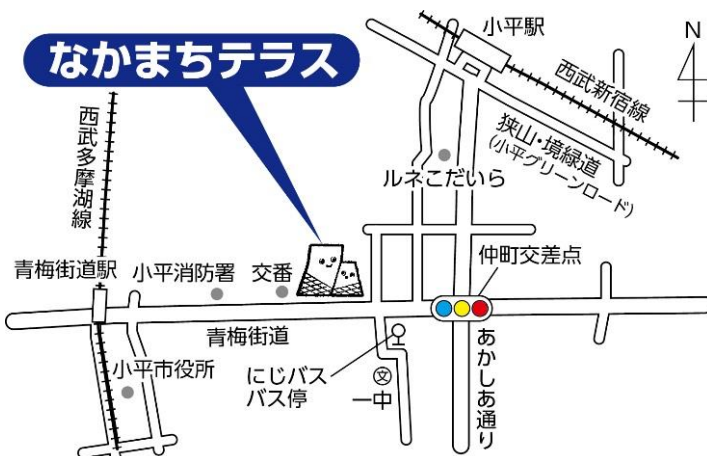 小平駅
N
なかまちテラス
西武新宿線
西武多摩湖線
狭山・境緑道
(小平グリーンロード)
ルネこだいら
仲町交差点
青梅街道駅
小平消防署
交番
青梅街道
あかしあ通り
小平市役所
にじバス
バス停
文
一中